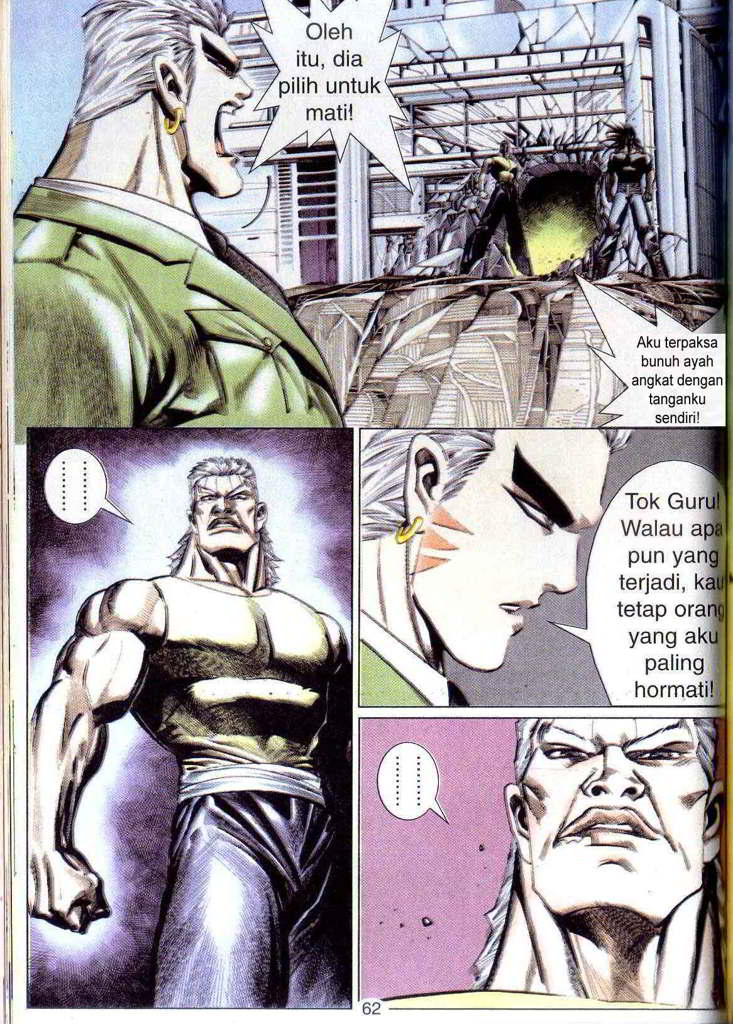 Oleh
itu, dia
pilih untuk
mati!
Aku terpaksa
bunuh ayah
angkat dengan
tanganku
sendiri!
Tok Guru!
Walau apa
pun yang
terjadi, kau
tetap orang
yang aku
paling
hormati!
62